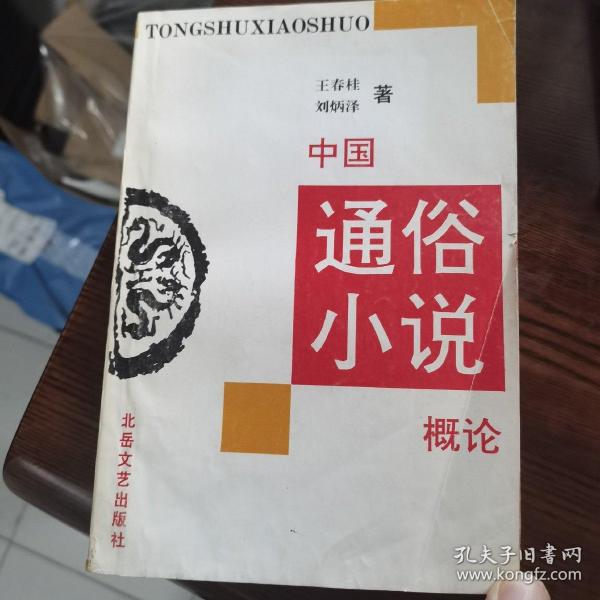 TONGSHUXIAOSHUO
王春桂
刘炳泽
著
中国
通俗
小说
概论
北岳文艺出版社
孔夫子旧书网
www.kongfz.com